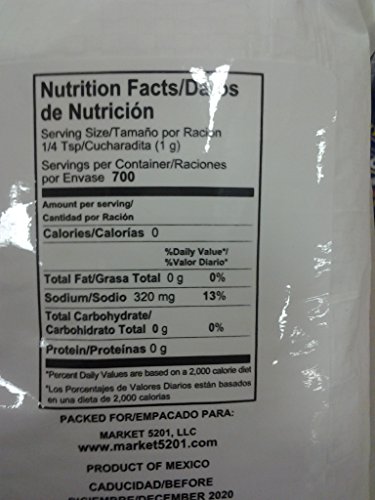 Nutrition Facts/Datos
de Nutrición
Serving Size/Tamaño por Ración
1/4 Tsp/Cucharadita (1 g)
Servings per Container/Raciones
por Envase 700
Amount per serving/
Cantidad por Ración
Calories/Calorías 0
%Daily Value*/
%Valor Diario*
Total Fat/Grasa Total 0 g 0%
Sodium/Sodio 320 mg 13%
Total Carbohydrate/
Carbohidrato Total 0 g 0%
Protein/Proteínas 0 g
*Percent Daily Values are based on a 2,000 calorie diet
*Los Porcentajes de Valores Diarios están basados
en una dieta de 2,000 calorías
PACKED FOR/EMPACADO PARA:
MARKET 5201, LLC
www.market5201.com
PRODUCT OF MEXICO
CADUCIDAD/BEFORE
DICIEMBRE/DECEMBER 2020